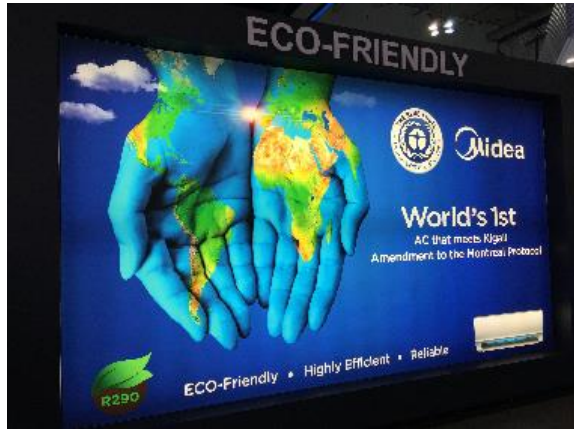 ECO-FRIENDLY
Midea
World's 1st
AC that meets Kigali
Amendment to the Montreal Protocol
ECO-Friendly • Highly Efficient • Reliable
R290